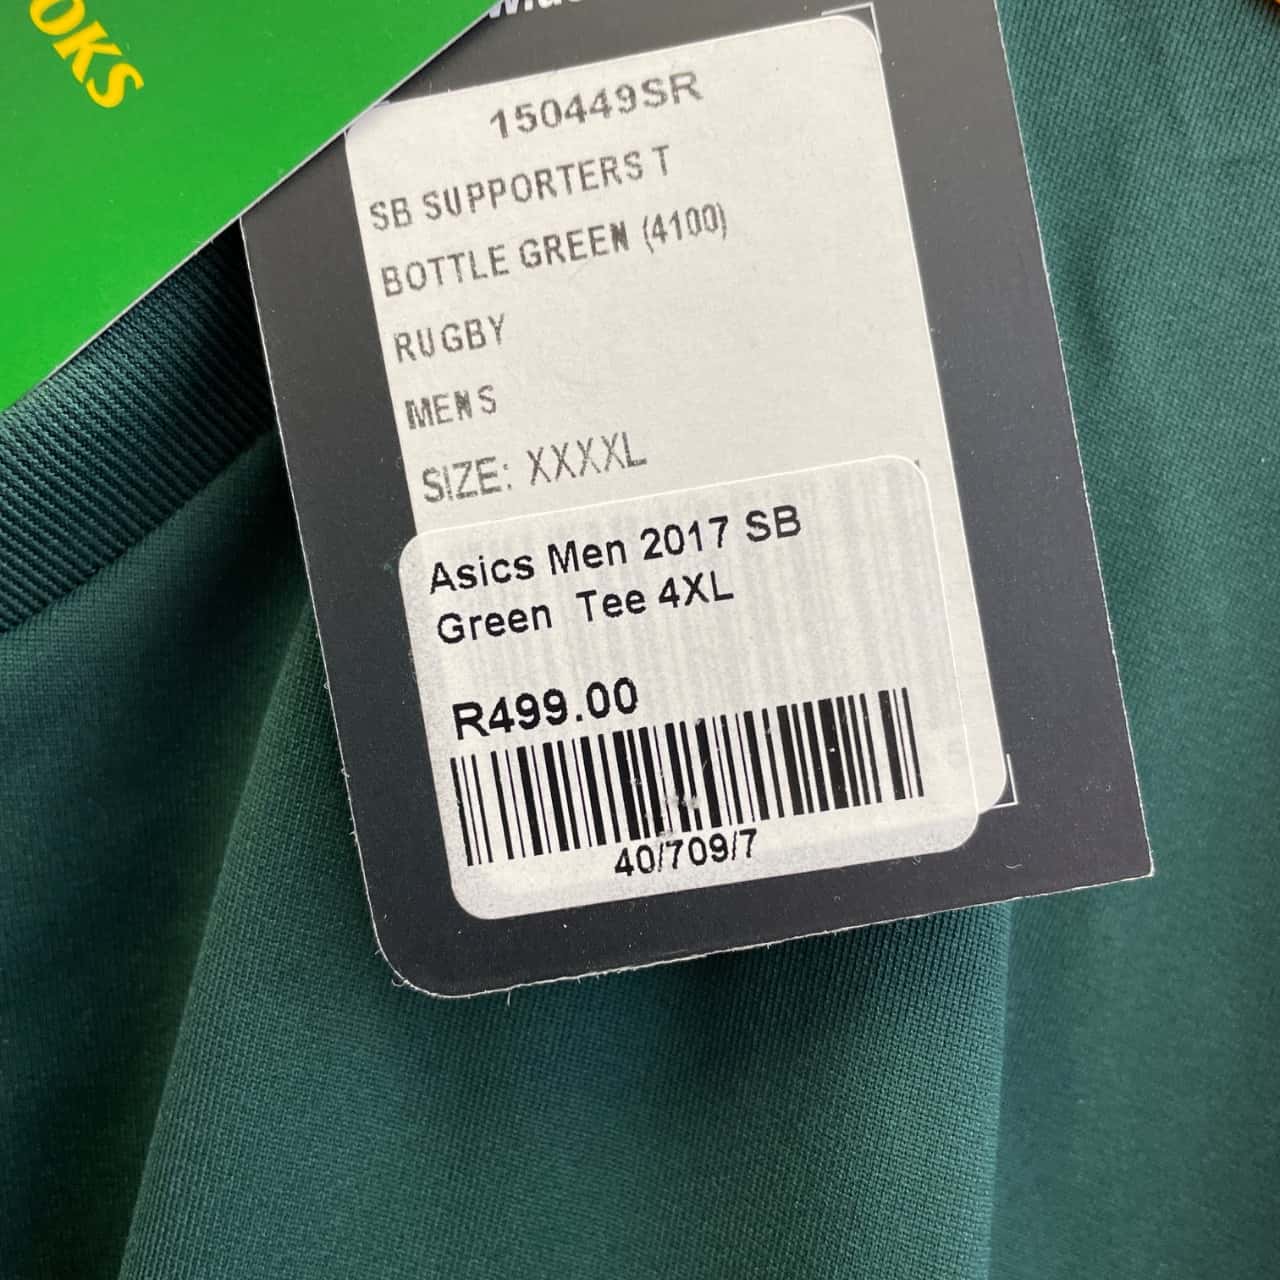 OKS
150449SR
SB SUPPORTERS T
BOTTLE GREEN (4100)
RUGBY
MENS
SIZE: XXXXL
Asics Men 2017 SB
Green Tee 4XL
R499.00
40/709/7